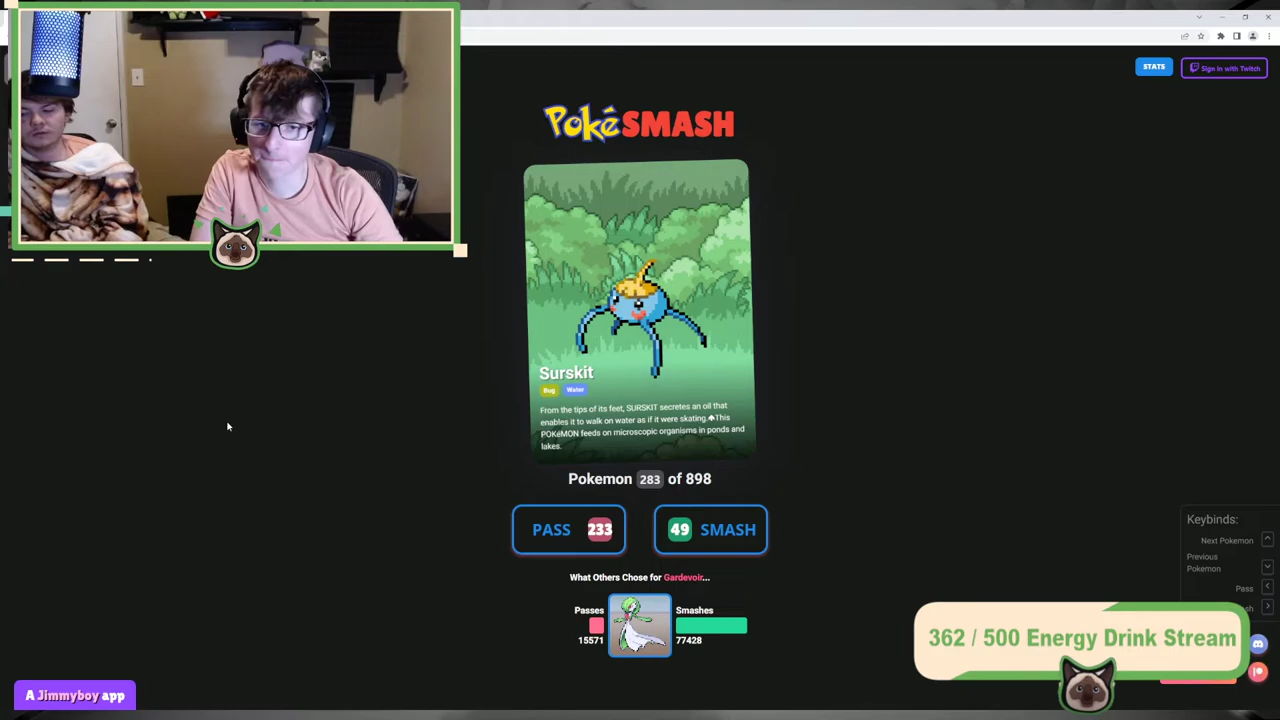 STATS
Sign in with Twitch
PokéSMASH
Surskit
Bug Water
From the tips of its feet, SURSKIT secretes an oil that
enables it to walk on water as if it were skating.♠This
POKéMON feeds on microscopic organisms in ponds and
lakes.
Pokemon 283 of 898
PASS 233
49 SMASH
What Others Chose for Gardevoir...
Passes
15571
Smashes
77428
Keybinds:
Next Pokemon
Previous
Pokemon
Pass
362 / 500 Energy Drink Stream
A Jimmyboy app